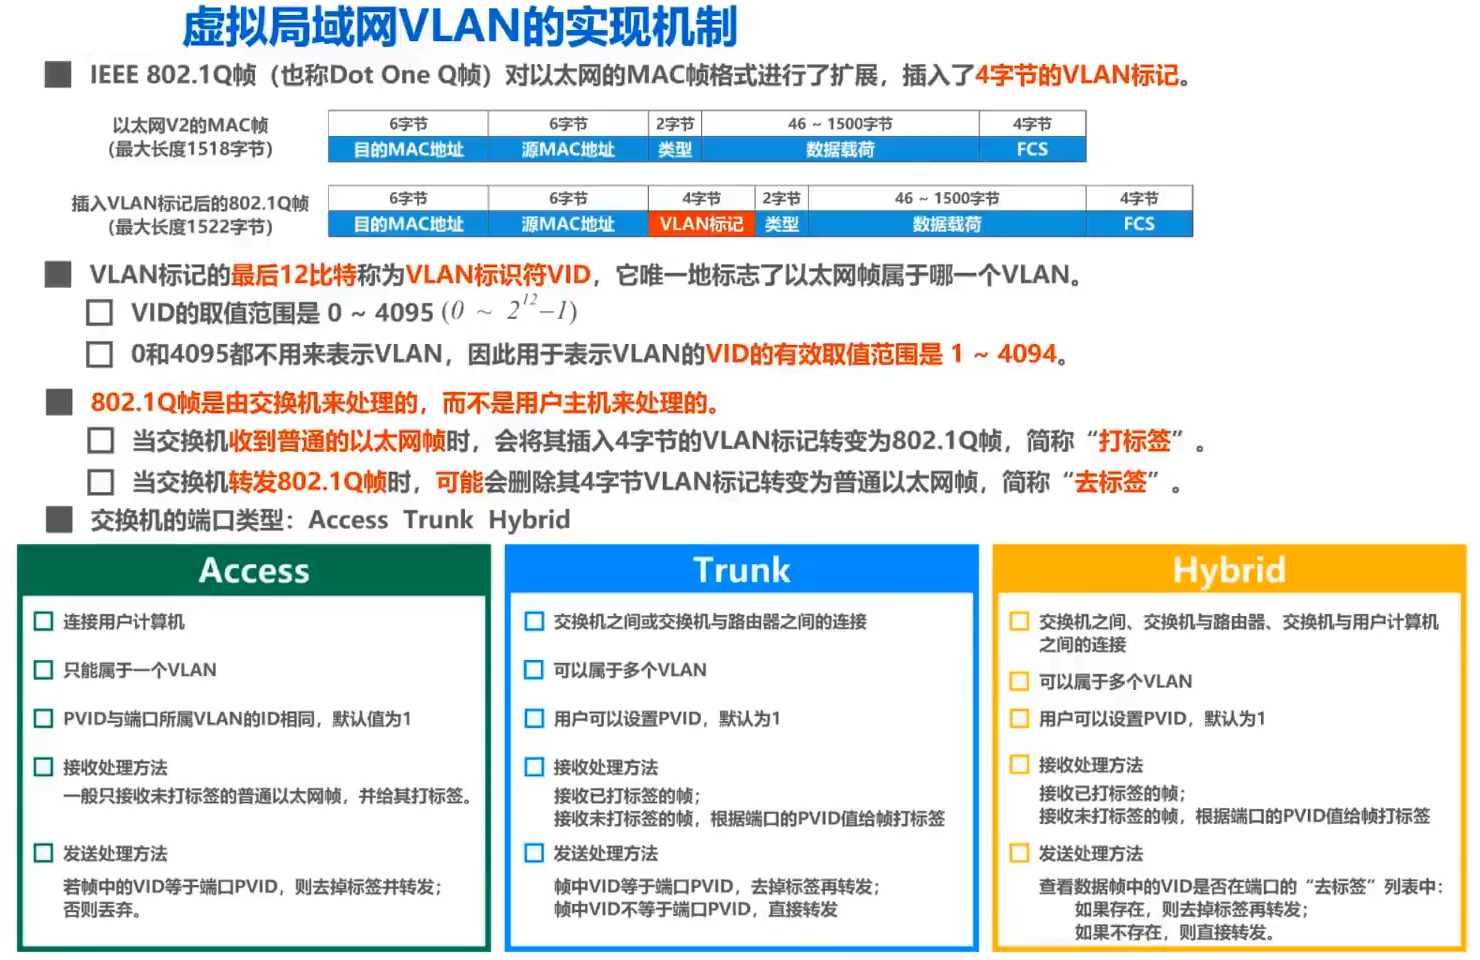 虚拟局域网VLAN的实现机制
IEEE 802.1Q帧（也称Dot One Q帧）对以太网的MAC帧格式进行了扩展，插入了4字节的VLAN标记。
以太网V2的MAC帧
(最大长度1518字节)
6字节 6字节 2字节 46 ~ 1500字节 4字节
目的MAC地址 源MAC地址 类型 数据载荷 FCS
插入VLAN标记后的802.1Q帧
(最大长度1522字节)
6字节 6字节 4字节 2字节 46 ~ 1500字节 4字节
目的MAC地址 源MAC地址 VLAN标记 类型 数据载荷 FCS
VLAN标记的最后12比特称为VLAN标识符VID，它唯一地标志了以太网帧属于哪一个VLAN。
VID的取值范围是 0 ~ 4095 (0 ~ 2¹²−1)
0和4095都不用来表示VLAN，因此用于表示VLAN的VID的有效取值范围是 1 ~ 4094。
802.1Q帧是由交换机来处理的，而不是用户主机来处理的。
当交换机收到普通的以太网帧时，会将其插入4字节的VLAN标记转变为802.1Q帧，简称“打标签”。
当交换机转发802.1Q帧时，可能会删除其4字节VLAN标记转变为普通以太网帧，简称“去标签”。
交换机的端口类型：Access Trunk Hybrid
Access
连接用户计算机
只能属于一个VLAN
PVID与端口所属VLAN的ID相同，默认值为1
接收处理方法
一般只接收未打标签的普通以太网帧，并给其打标签。
发送处理方法
若帧中的VID等于端口PVID，则去掉标签并转发；
否则丢弃。
Trunk
交换机之间或交换机与路由器之间的连接
可以属于多个VLAN
用户可以设置PVID，默认为1
接收处理方法
接收已打标签的帧；
接收未打标签的帧，根据端口的PVID值给帧打标签
发送处理方法
帧中VID等于端口PVID，去掉标签再转发；
帧中VID不等于端口PVID，直接转发
Hybrid
交换机之间、交换机与路由器、交换机与用户计算机
之间的连接
可以属于多个VLAN
用户可以设置PVID，默认为1
接收处理方法
接收已打标签的帧；
接收未打标签的帧，根据端口的PVID值给帧打标签
发送处理方法
查看数据帧中的VID是否在端口的“去标签”列表中：
如果存在，则去掉标签再转发；
如果不存在，则直接转发。